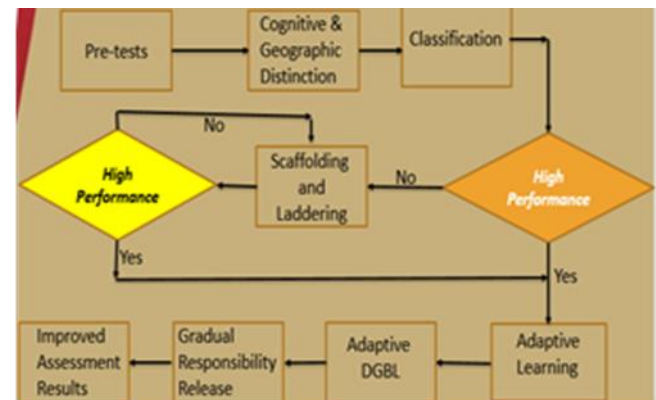 Pre-tests
Cognitive &
Geographic
Distinction
Classification
No
High
Performance
Scaffolding
and
Laddering
No
High
Performance
Yes
Yes
Improved
Assessment
Results
Gradual
Responsibility
Release
Adaptive
DGBL
Adaptive
Learning